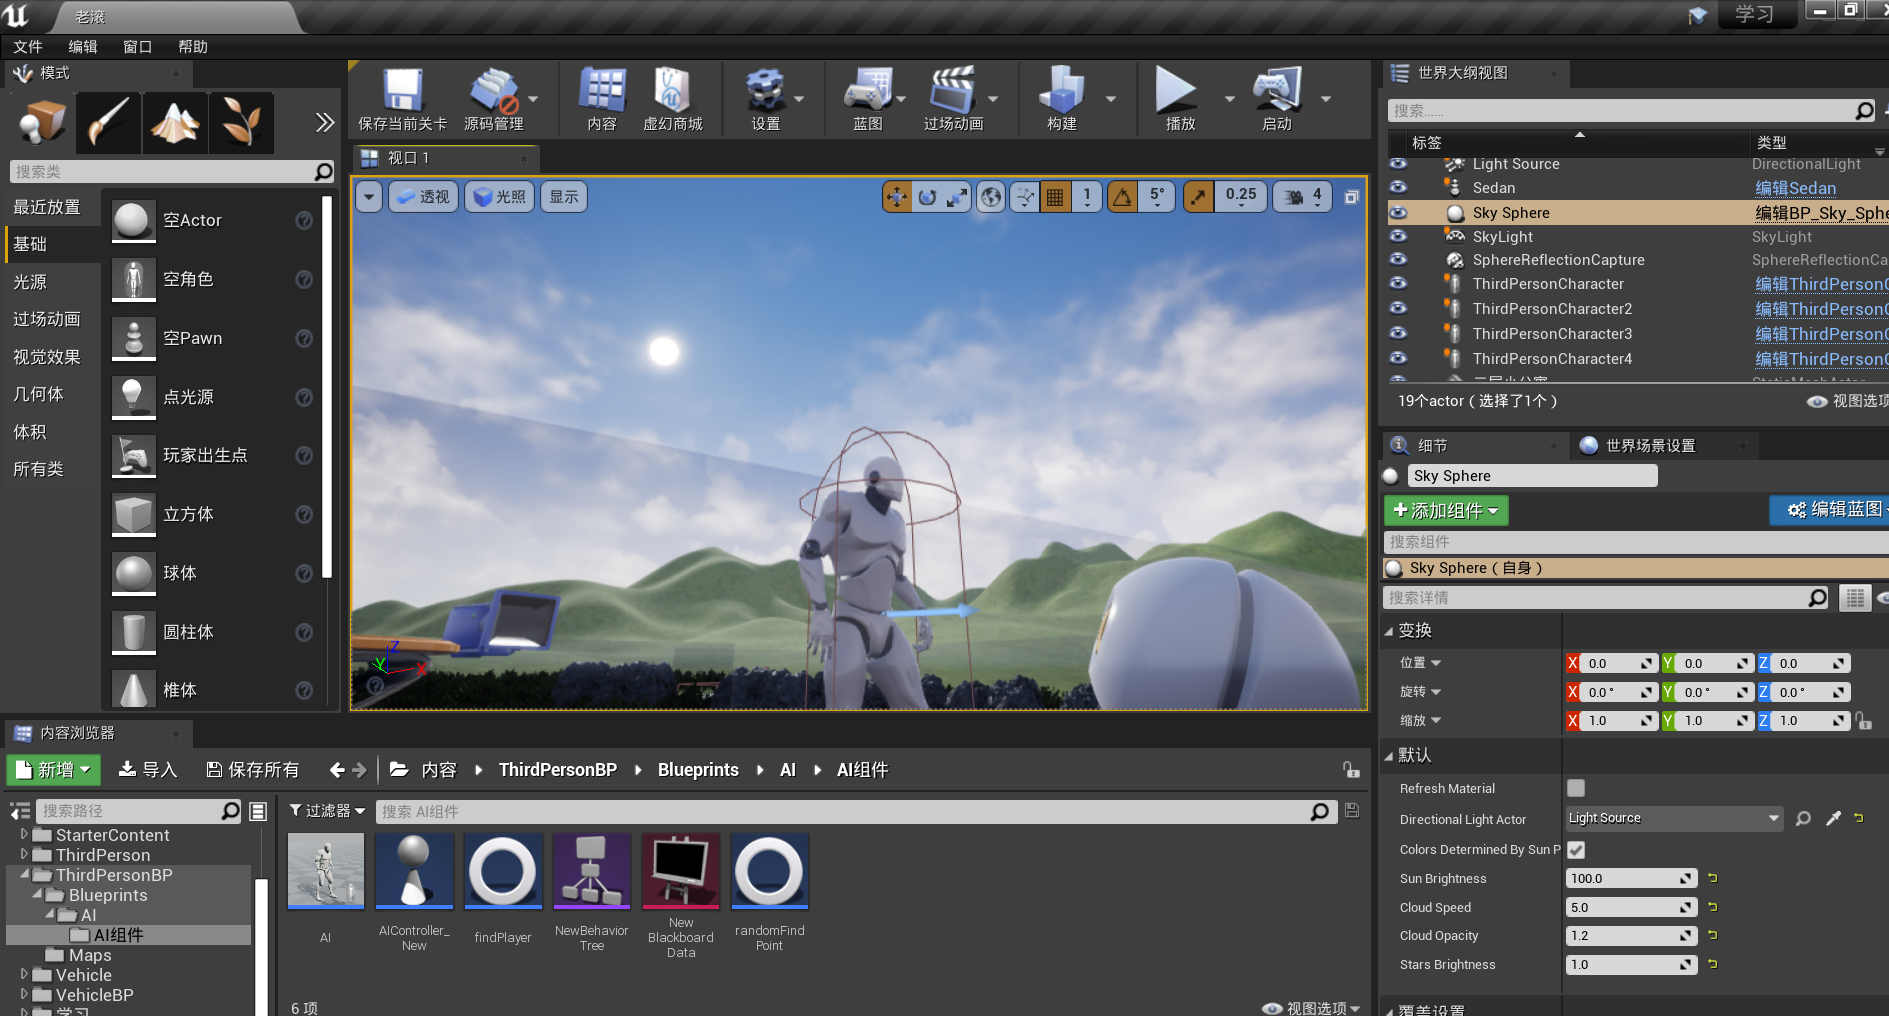 老滚
学习
文件 编辑 窗口 帮助
模式
保存当前关卡 源码管理 内容 虚幻商城 设置 蓝图 过场动画 构建 播放 启动
搜索类
最近放置
基础
光源
过场动画
视觉效果
几何体
体积
所有类
空Actor
空角色
空Pawn
点光源
玩家出生点
立方体
球体
圆柱体
椎体
视口 1
透视 光照 显示
1 5° 0.25 4
Z
Y
X
世界大纲视图
搜索......
标签 类型
Light Source DirectionalLight
Sedan 编辑Sedan
Sky Sphere 编辑BP_Sky_Sphe
SkyLight SkyLight
SphereReflectionCapture SphereReflectionCa
ThirdPersonCharacter 编辑ThirdPersonC
ThirdPersonCharacter2 编辑ThirdPersonC
ThirdPersonCharacter3 编辑ThirdPersonC
ThirdPersonCharacter4 编辑ThirdPersonC
StaticMeshActor
19个actor（选择了1个） 视图选项
细节 世界场景设置
Sky Sphere
添加组件 编辑蓝图
搜索组件
Sky Sphere（自身）
搜索详情
变换
位置 X 0.0 Y 0.0 Z 0.0
旋转 X 0.0 ° Y 0.0 ° Z 0.0 °
缩放 X 1.0 Y 1.0 Z 1.0
默认
Refresh Material
Directional Light Actor Light Source
Colors Determined By Sun P
Sun Brightness 100.0
Cloud Speed 5.0
Cloud Opacity 1.2
Stars Brightness 1.0
覆盖设置
内容浏览器
新增 导入 保存所有 内容 ThirdPersonBP Blueprints AI AI组件
搜索路径
StarterContent
ThirdPerson
ThirdPersonBP
Blueprints
AI
AI组件
Maps
Vehicle
VehicleBP
学习
过滤器 搜索 AI组件
AI
AIController_
New
findPlayer
NewBehavior
Tree
New
Blackboard
Data
randomFind
Point
6 项 视图选项